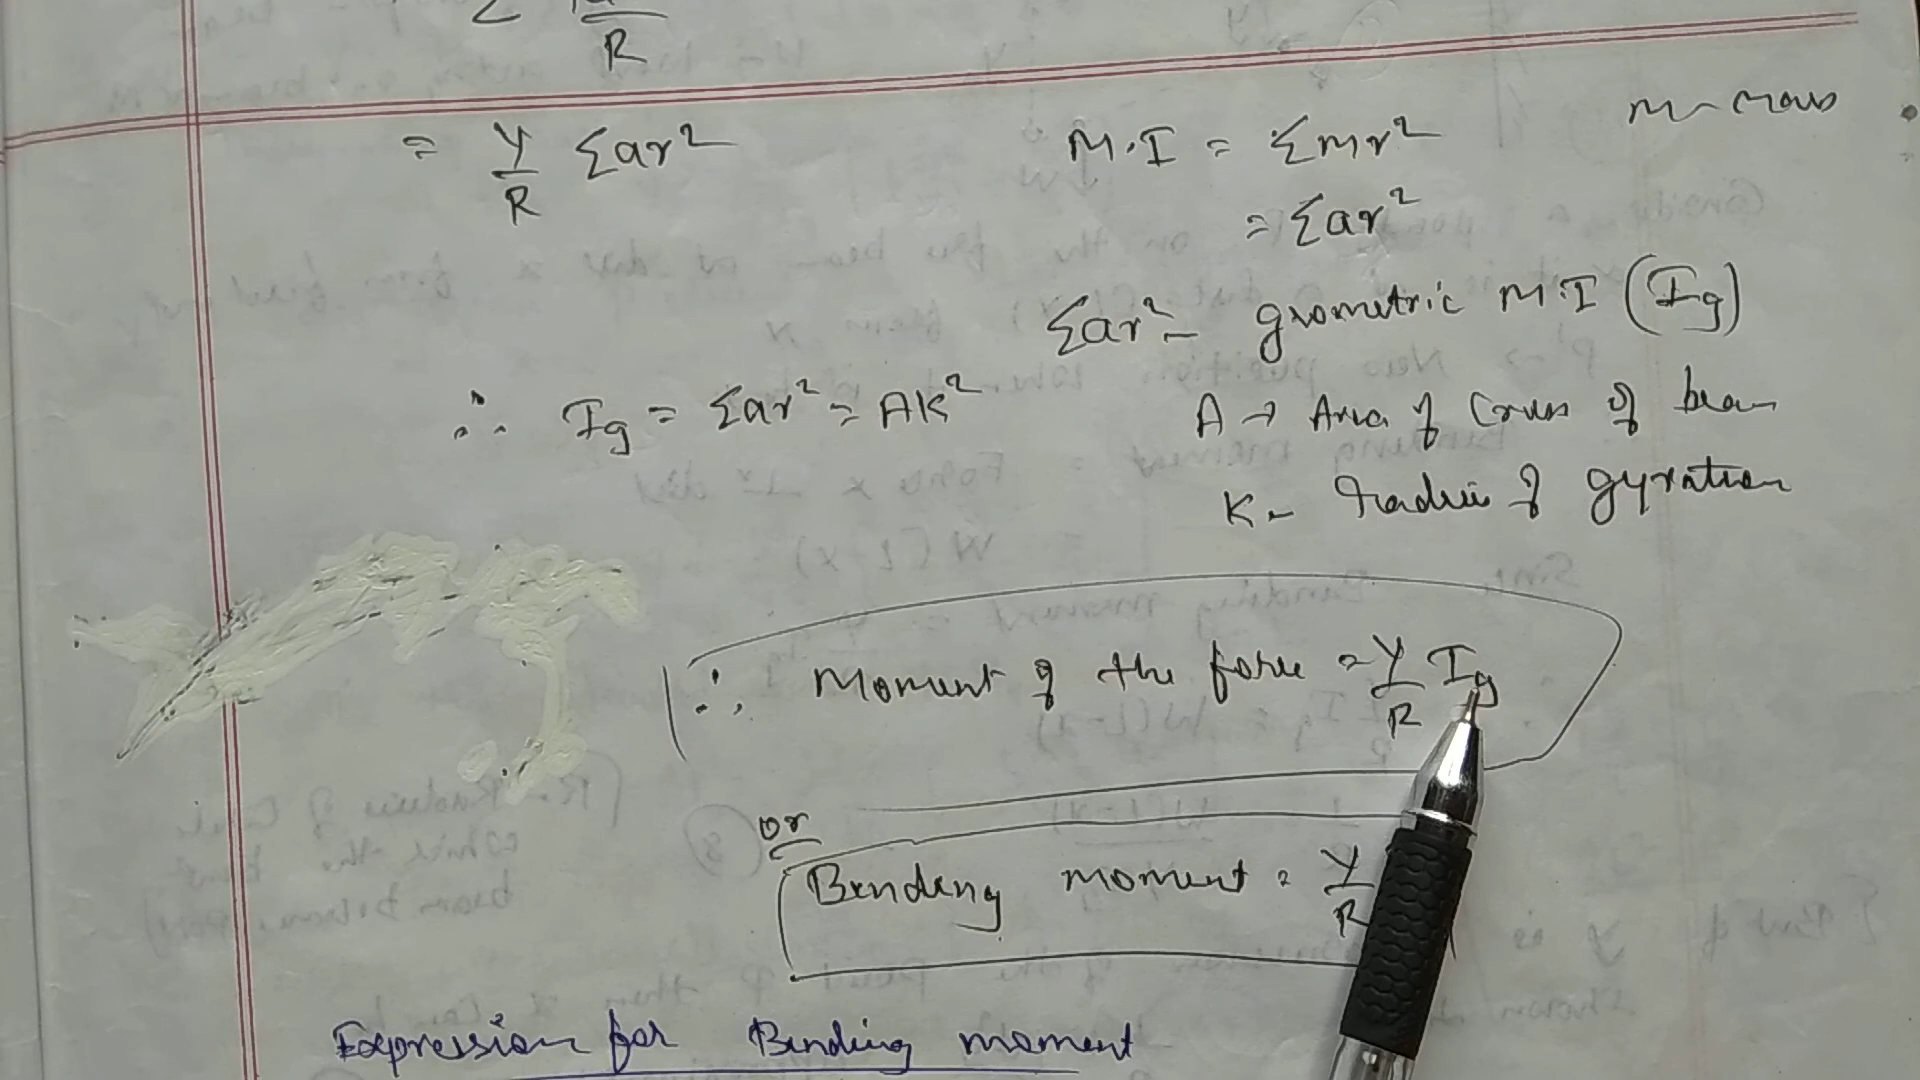 R
= Y/R Σar²
M.I = Σmr²
m - mass
= Σar²
Σar² - geometric M.I (Ig)
∴ Ig = Σar² = AK²
A → Area of Cross of beam
K - radius of gyration
∴ Moment of the force = Y/R Ig
or
Bending moment = Y/R
Expression for Bending moment